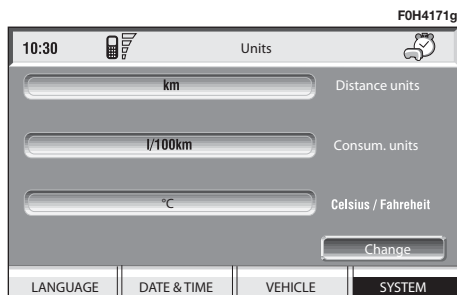 F0H4171g
10:30 Units
km Distance units
l/100km Consum. units
°C Celsius / Fahreheit
Change
LANGUAGE DATE & TIME VEHICLE SYSTEM